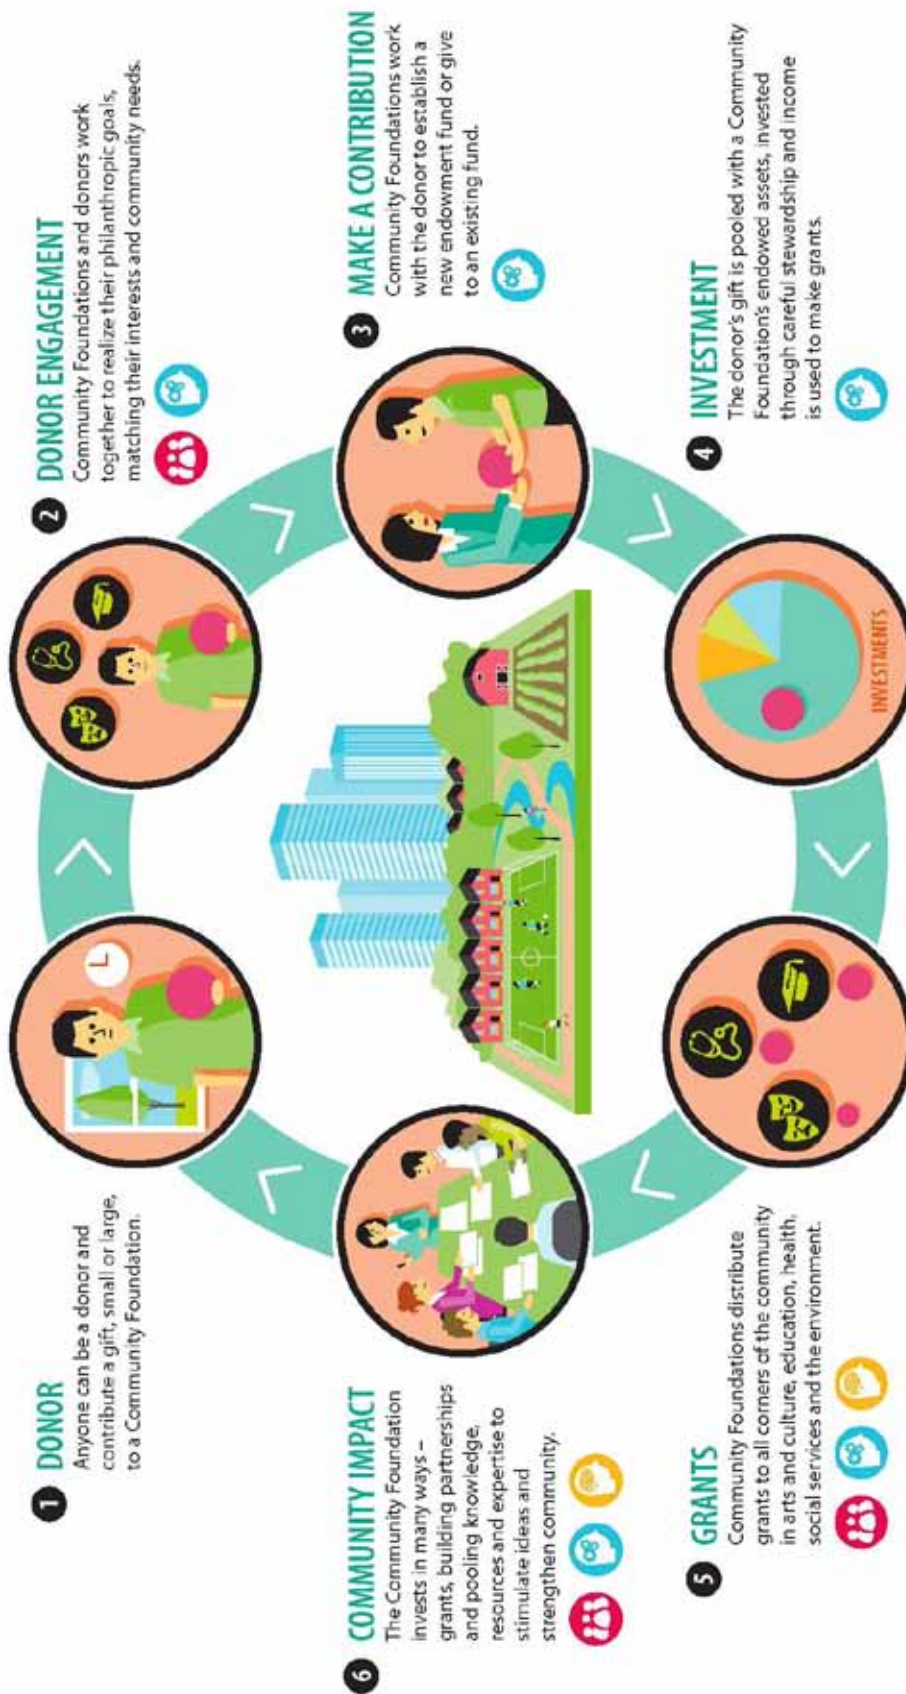 1 DONOR
Anyone can be a donor and
contribute a gift, small or large,
to a Community Foundation.
2 DONOR ENGAGEMENT
Community Foundations and donors work
together to realize their philanthropic goals,
matching their interests and community needs.
3 MAKE A CONTRIBUTION
Community Foundations work
with the donor to establish a
new endowment fund or give
to an existing fund.
4 INVESTMENT
The donor's gift is pooled with a Community
Foundation's endowed assets, invested
through careful stewardship and income
is used to make grants.
INVESTMENTS
5 GRANTS
Community Foundations distribute
grants to all corners of the community
in arts and culture, education, health,
social services and the environment.
6 COMMUNITY IMPACT
The Community Foundation
invests in many ways –
grants, building partnerships
and pooling knowledge,
resources and expertise to
stimulate ideas and
strengthen community.